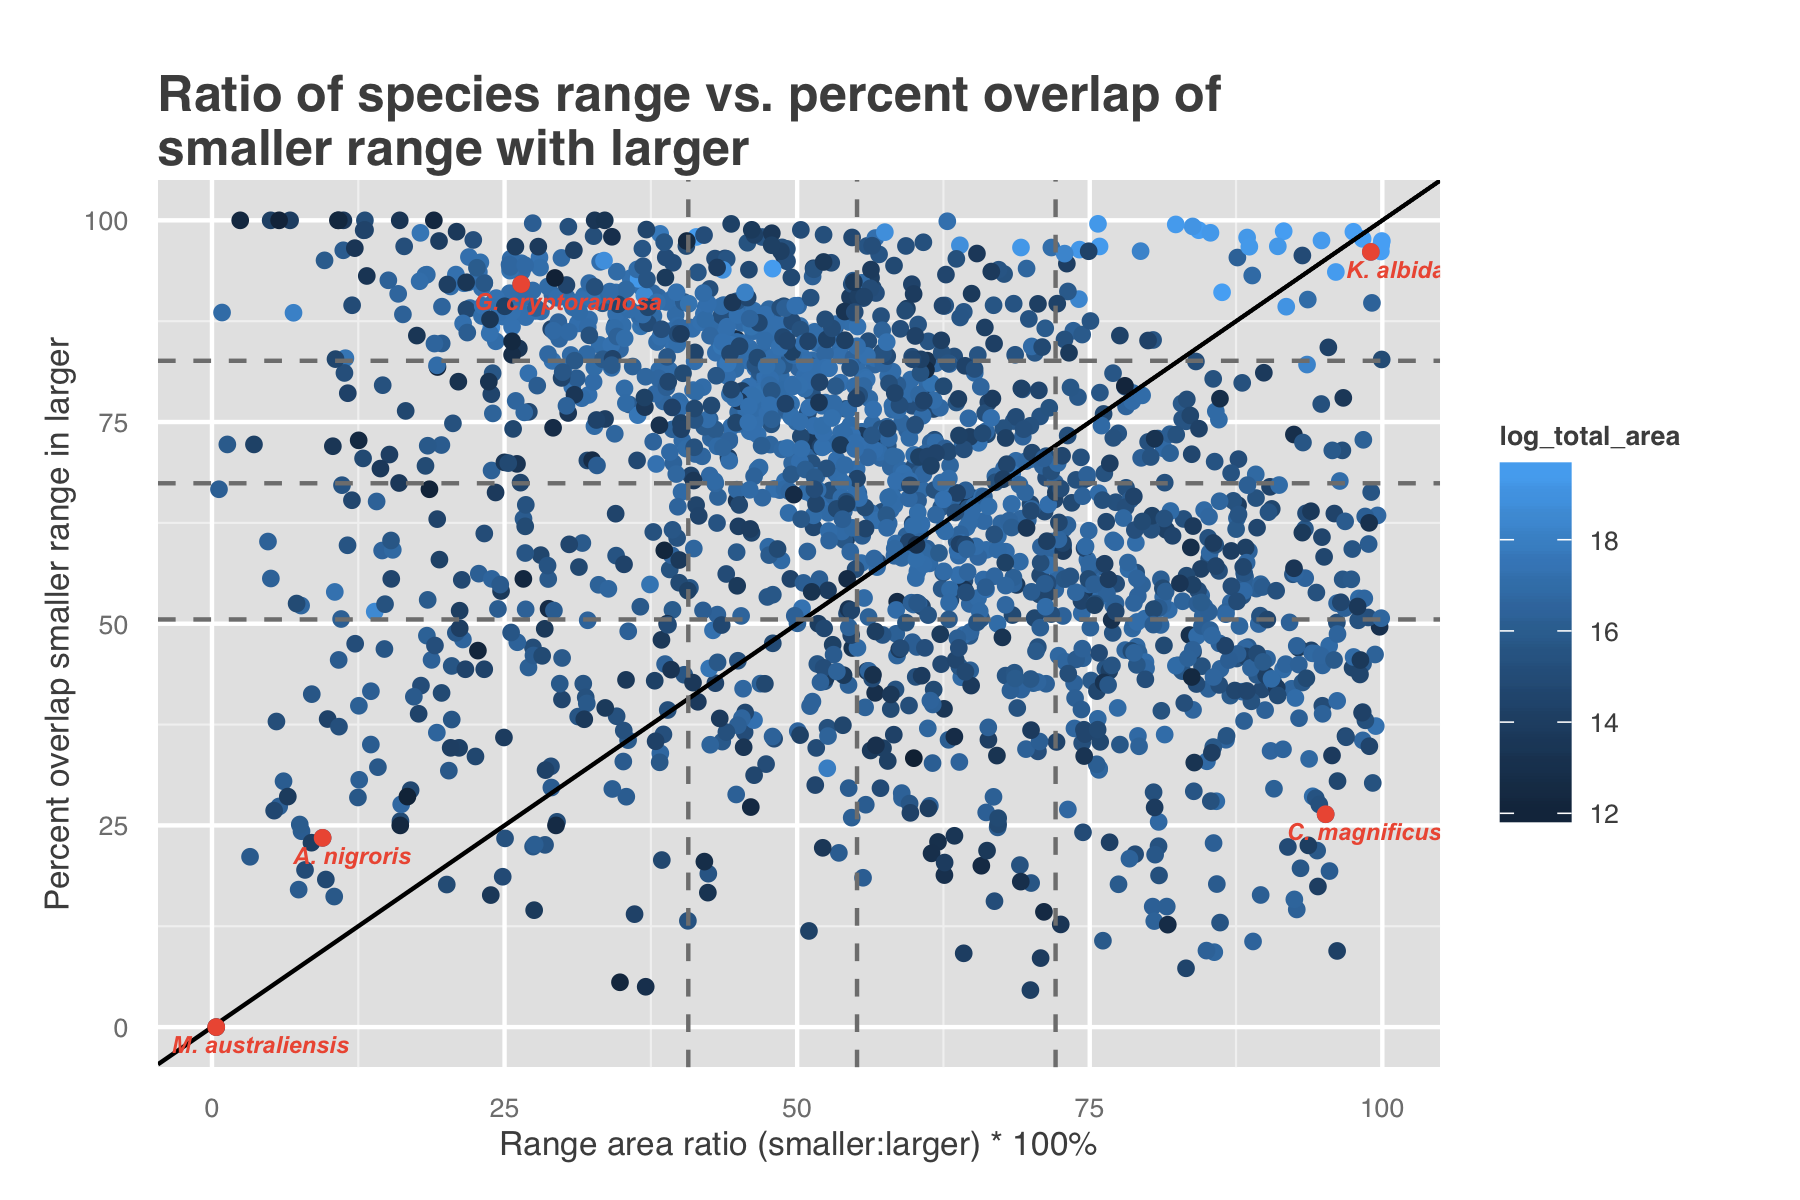 Ratio of species range vs. percent overlap of
smaller range with larger
Percent overlap smaller range in larger
100
75
50
25
0
K. albida
G. cryptoramosa
C. magnificus
A. nigroris
M. australiensis
0
25
50
75
100
Range area ratio (smaller:larger) * 100%
log_total_area
18
16
14
12